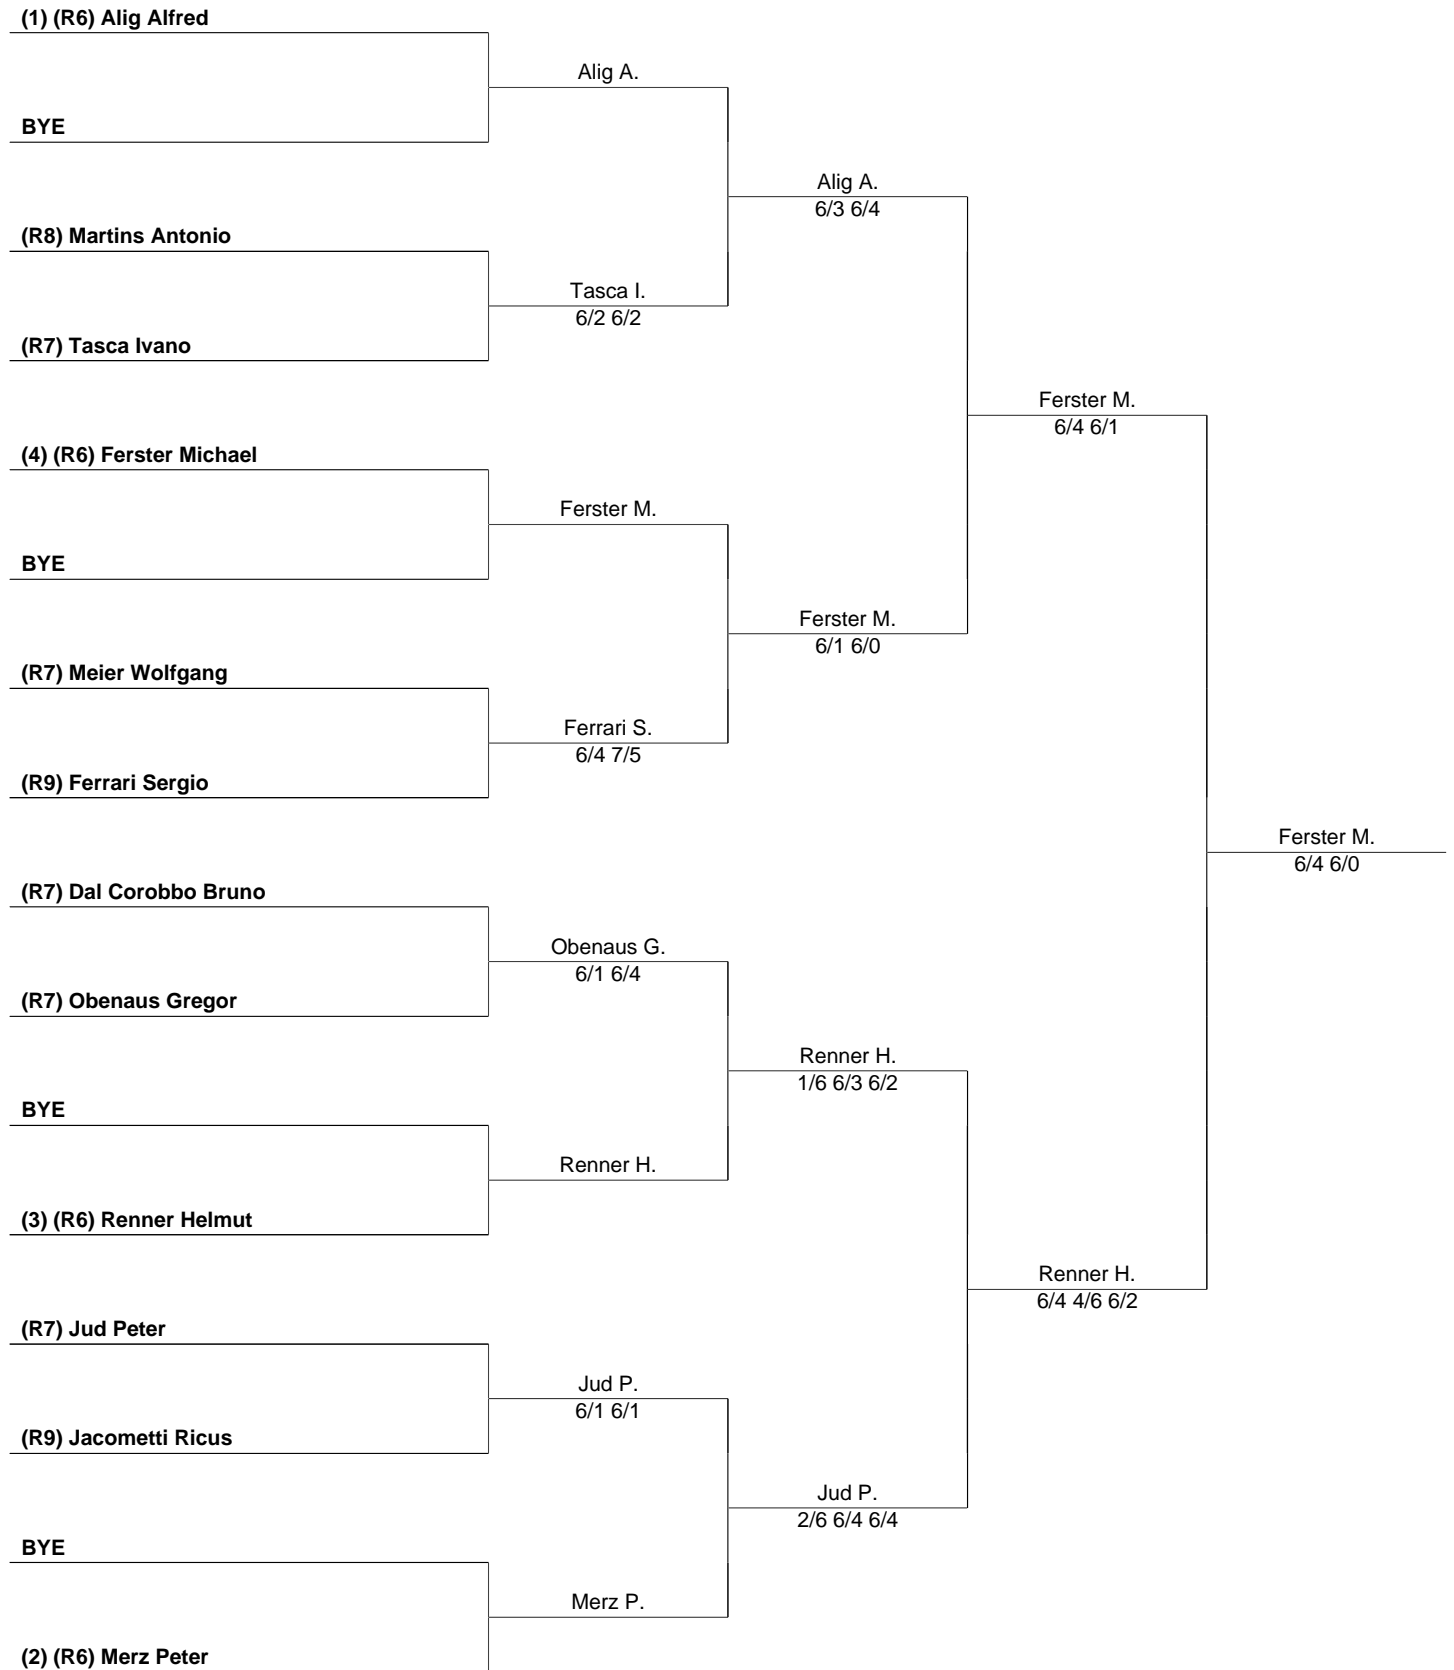 (1) (R6) Alig Alfred
Alig A.
BYE
Alig A.
6/3 6/4
(R8) Martins Antonio
Tasca I.
6/2 6/2
(R7) Tasca Ivano
Ferster M.
6/4 6/1
(4) (R6) Ferster Michael
Ferster M.
BYE
Ferster M.
6/1 6/0
(R7) Meier Wolfgang
Ferrari S.
6/4 7/5
(R9) Ferrari Sergio
Ferster M.
6/4 6/0
(R7) Dal Corobbo Bruno
Obenaus G.
6/1 6/4
(R7) Obenaus Gregor
Renner H.
1/6 6/3 6/2
BYE
Renner H.
(3) (R6) Renner Helmut
Renner H.
6/4 4/6 6/2
(R7) Jud Peter
Jud P.
6/1 6/1
(R9) Jacometti Ricus
Jud P.
2/6 6/4 6/4
BYE
Merz P.
(2) (R6) Merz Peter